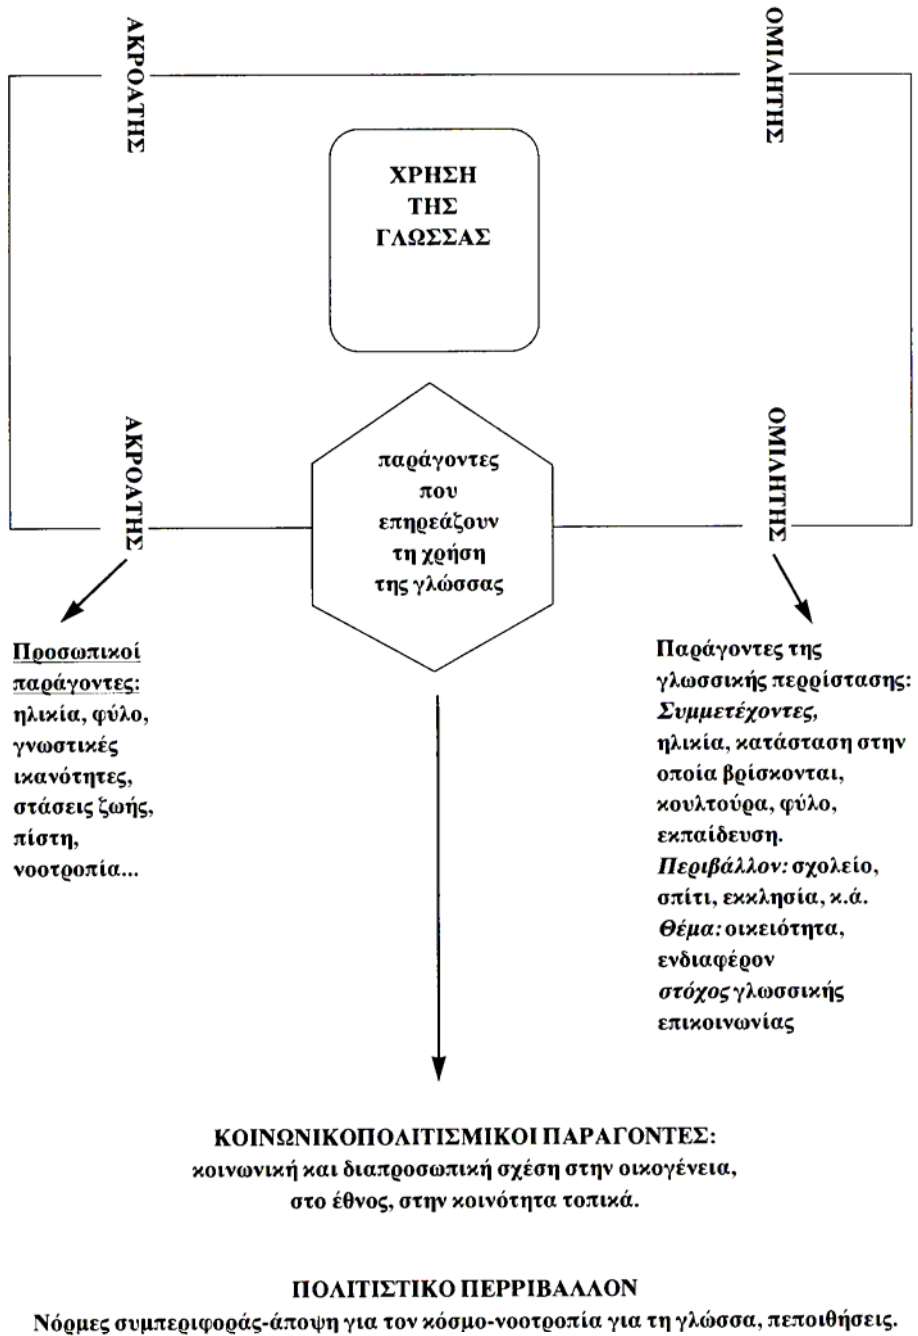 ΑΚΡΟΑΤΗΣ
ΟΜΙΛΗΤΗΣ
ΧΡΗΣΗ
ΤΗΣ
ΓΛΩΣΣΑΣ
ΑΚΡΟΑΤΗΣ
ΟΜΙΛΗΤΗΣ
παράγοντες
που
επηρεάζουν
τη χρήση
της γλώσσας
Προσωπικοί
παράγοντες:
ηλικία, φύλο,
γνωστικές
ικανότητες,
στάσεις ζωής,
πίστη,
νοοτροπία...
Παράγοντες της
γλωσσικής περρίστασης:
Συμμετέχοντες,
ηλικία, κατάσταση στην
οποία βρίσκονται,
κουλτούρα, φύλο,
εκπαίδευση.
Περιβάλλον: σχολείο,
σπίτι, εκκλησία, κ.ά.
Θέμα: οικειότητα,
ενδιαφέρον
στόχος γλωσσικής
επικοινωνίας
ΚΟΙΝΩΝΙΚΟΠΟΛΙΤΙΣΜΙΚΟΙ ΠΑΡΑΓΟΝΤΕΣ:
κοινωνική και διαπροσωπική σχέση στην οικογένεια,
στο έθνος, στην κοινότητα τοπικά.
ΠΟΛΙΤΙΣΤΙΚΟ ΠΕΡΡΙΒΑΛΛΟΝ
Νόρμες συμπεριφοράς-άποψη για τον κόσμο-νοοτροπία για τη γλώσσα, πεποιθήσεις.